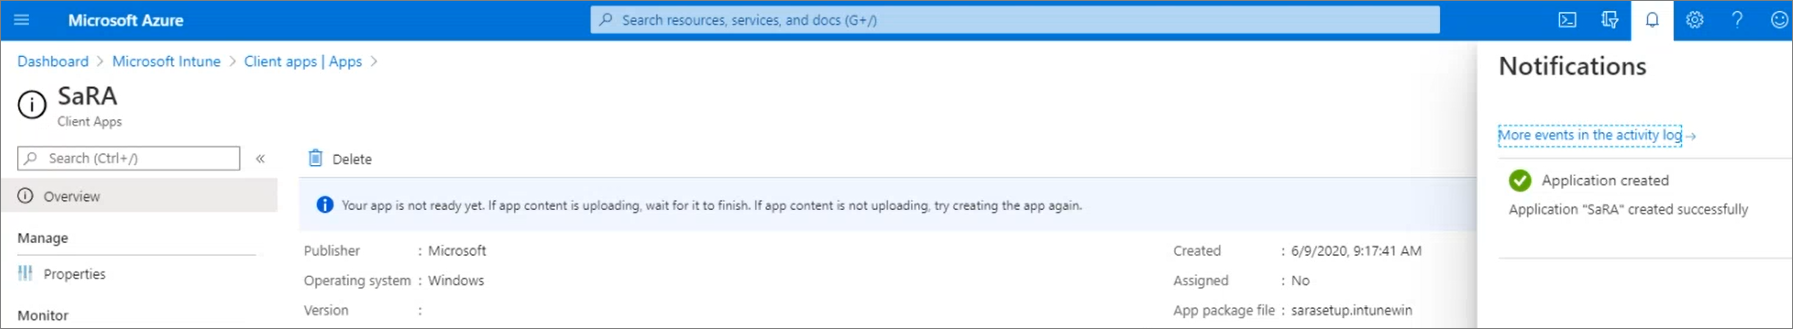 Microsoft Azure
Search resources, services, and docs (G+/)
Dashboard > Microsoft Intune > Client apps | Apps >
SaRA
Client Apps
Search (Ctrl+/)
«
Overview
Manage
Properties
Monitor
Delete
Your app is not ready yet. If app content is uploading, wait for it to finish. If app content is not uploading, try creating the app again.
Publisher : Microsoft
Operating system : Windows
Version :
Created : 6/9/2020, 9:17:41 AM
Assigned : No
App package file : sarasetup.intunewin
Notifications
More events in the activity log →
Application created
Application "SaRA" created successfully